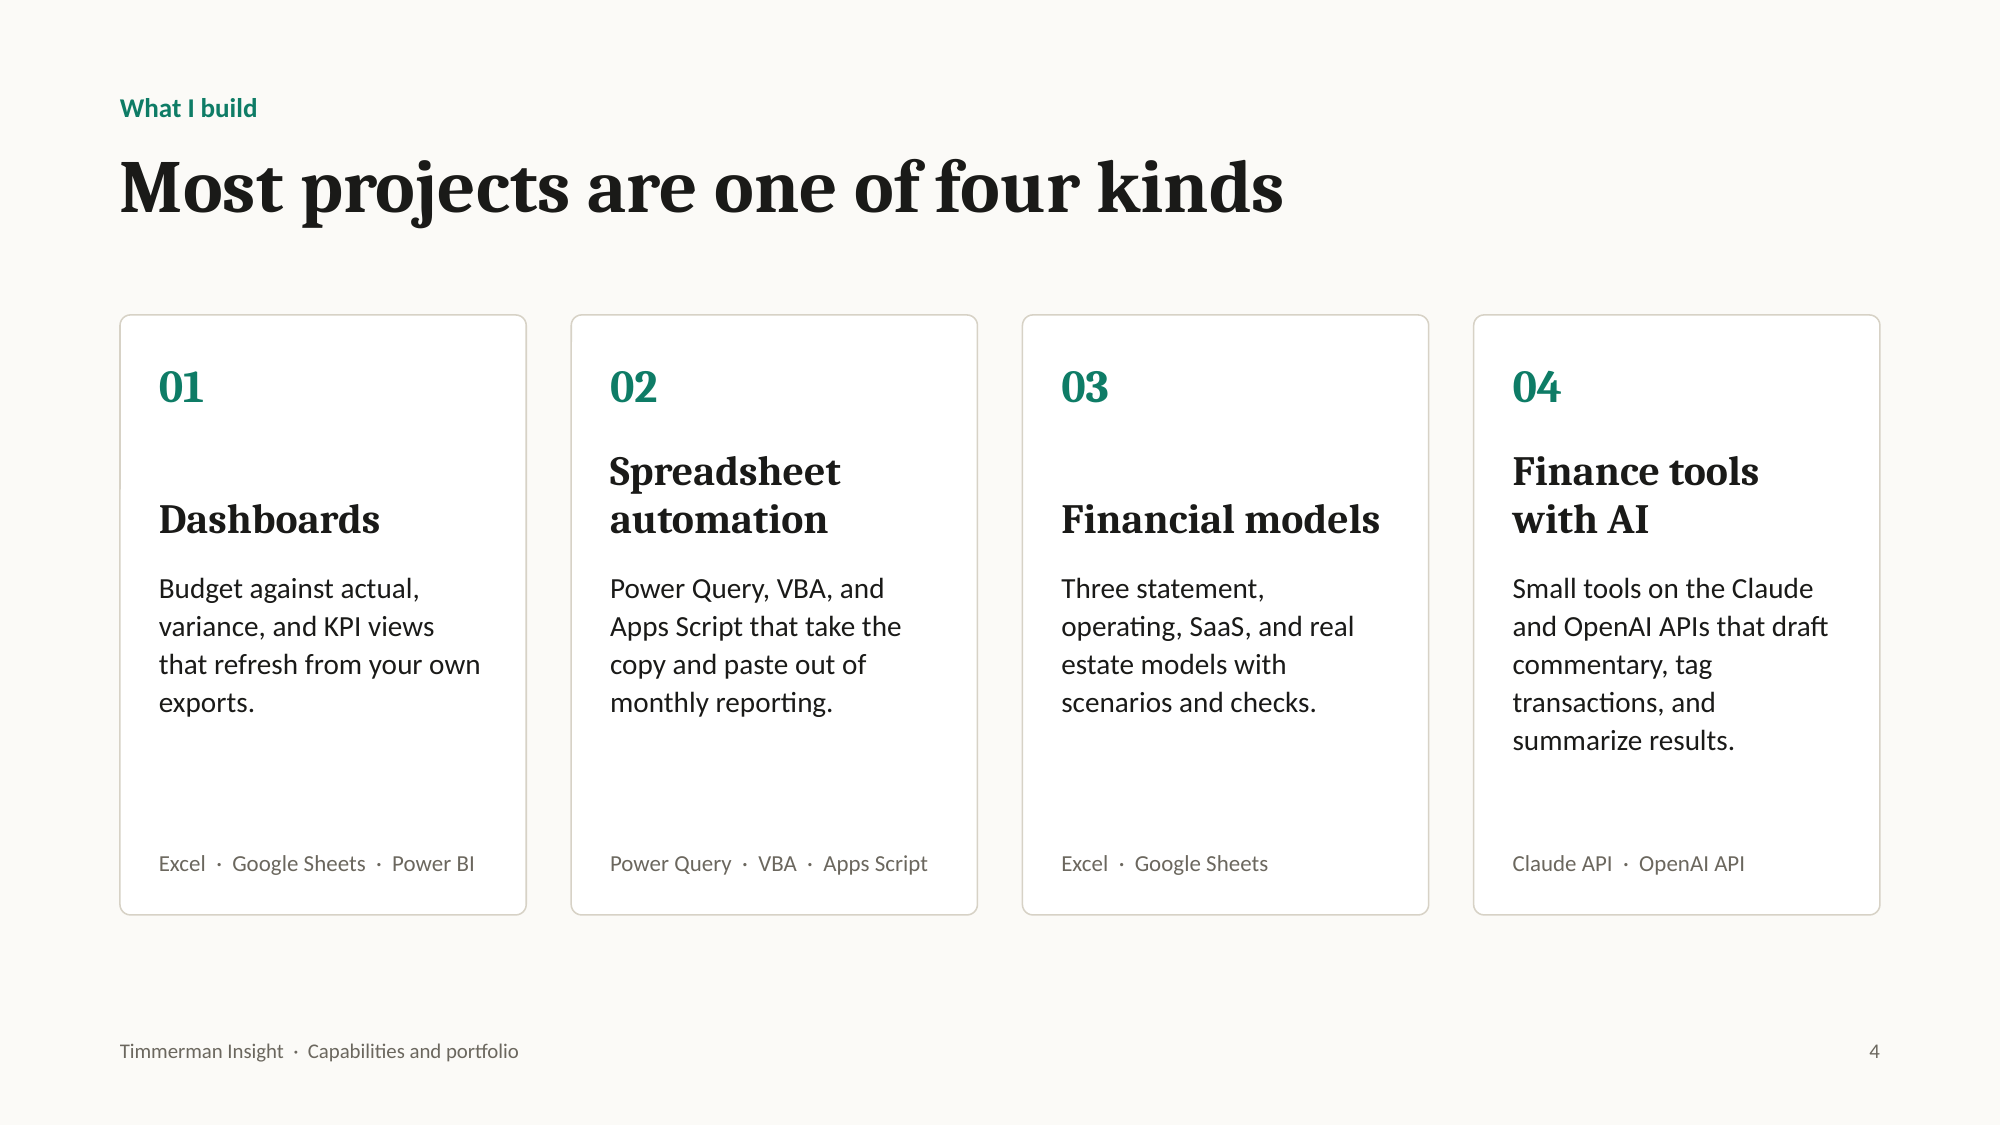 What I build
Most projects are one of four kinds
01
Dashboards
Budget against actual,
variance, and KPI views
that refresh from your own
exports.
Excel · Google Sheets · Power BI
02
Spreadsheet
automation
Power Query, VBA, and
Apps Script that take the
copy and paste out of
monthly reporting.
Power Query · VBA · Apps Script
03
Financial models
Three statement,
operating, SaaS, and real
estate models with
scenarios and checks.
Excel · Google Sheets
04
Finance tools
with AI
Small tools on the Claude
and OpenAI APIs that draft
commentary, tag
transactions, and
summarize results.
Claude API · OpenAI API
Timmerman Insight · Capabilities and portfolio
4